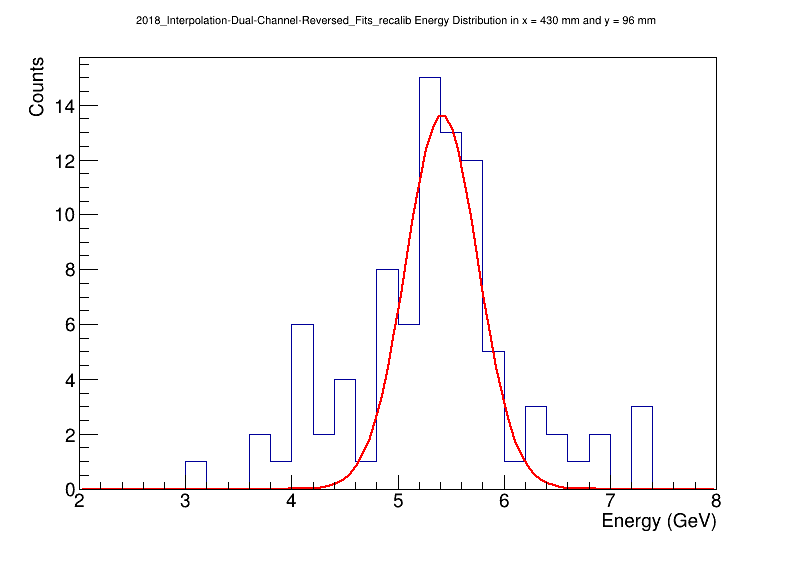 2018_Interpolation-Dual-Channel-Reversed_Fits_recalib Energy Distribution in x = 430 mm and y = 96 mm
Counts
14
12
10
8
6
4
2
0
2 3 4 5 6 7 8
Energy (GeV)